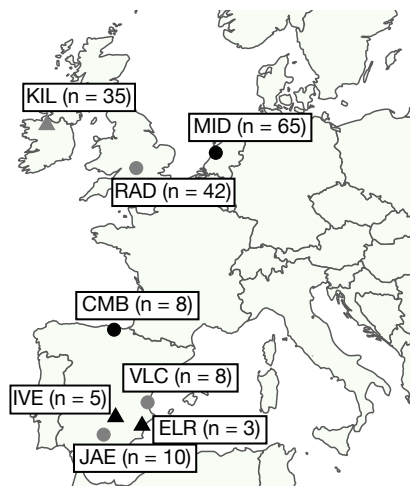 KIL (n = 35)
MID (n = 65)
RAD (n = 42)
CMB (n = 8)
VLC (n = 8)
IVE (n = 5)
ELR (n = 3)
JAE (n = 10)